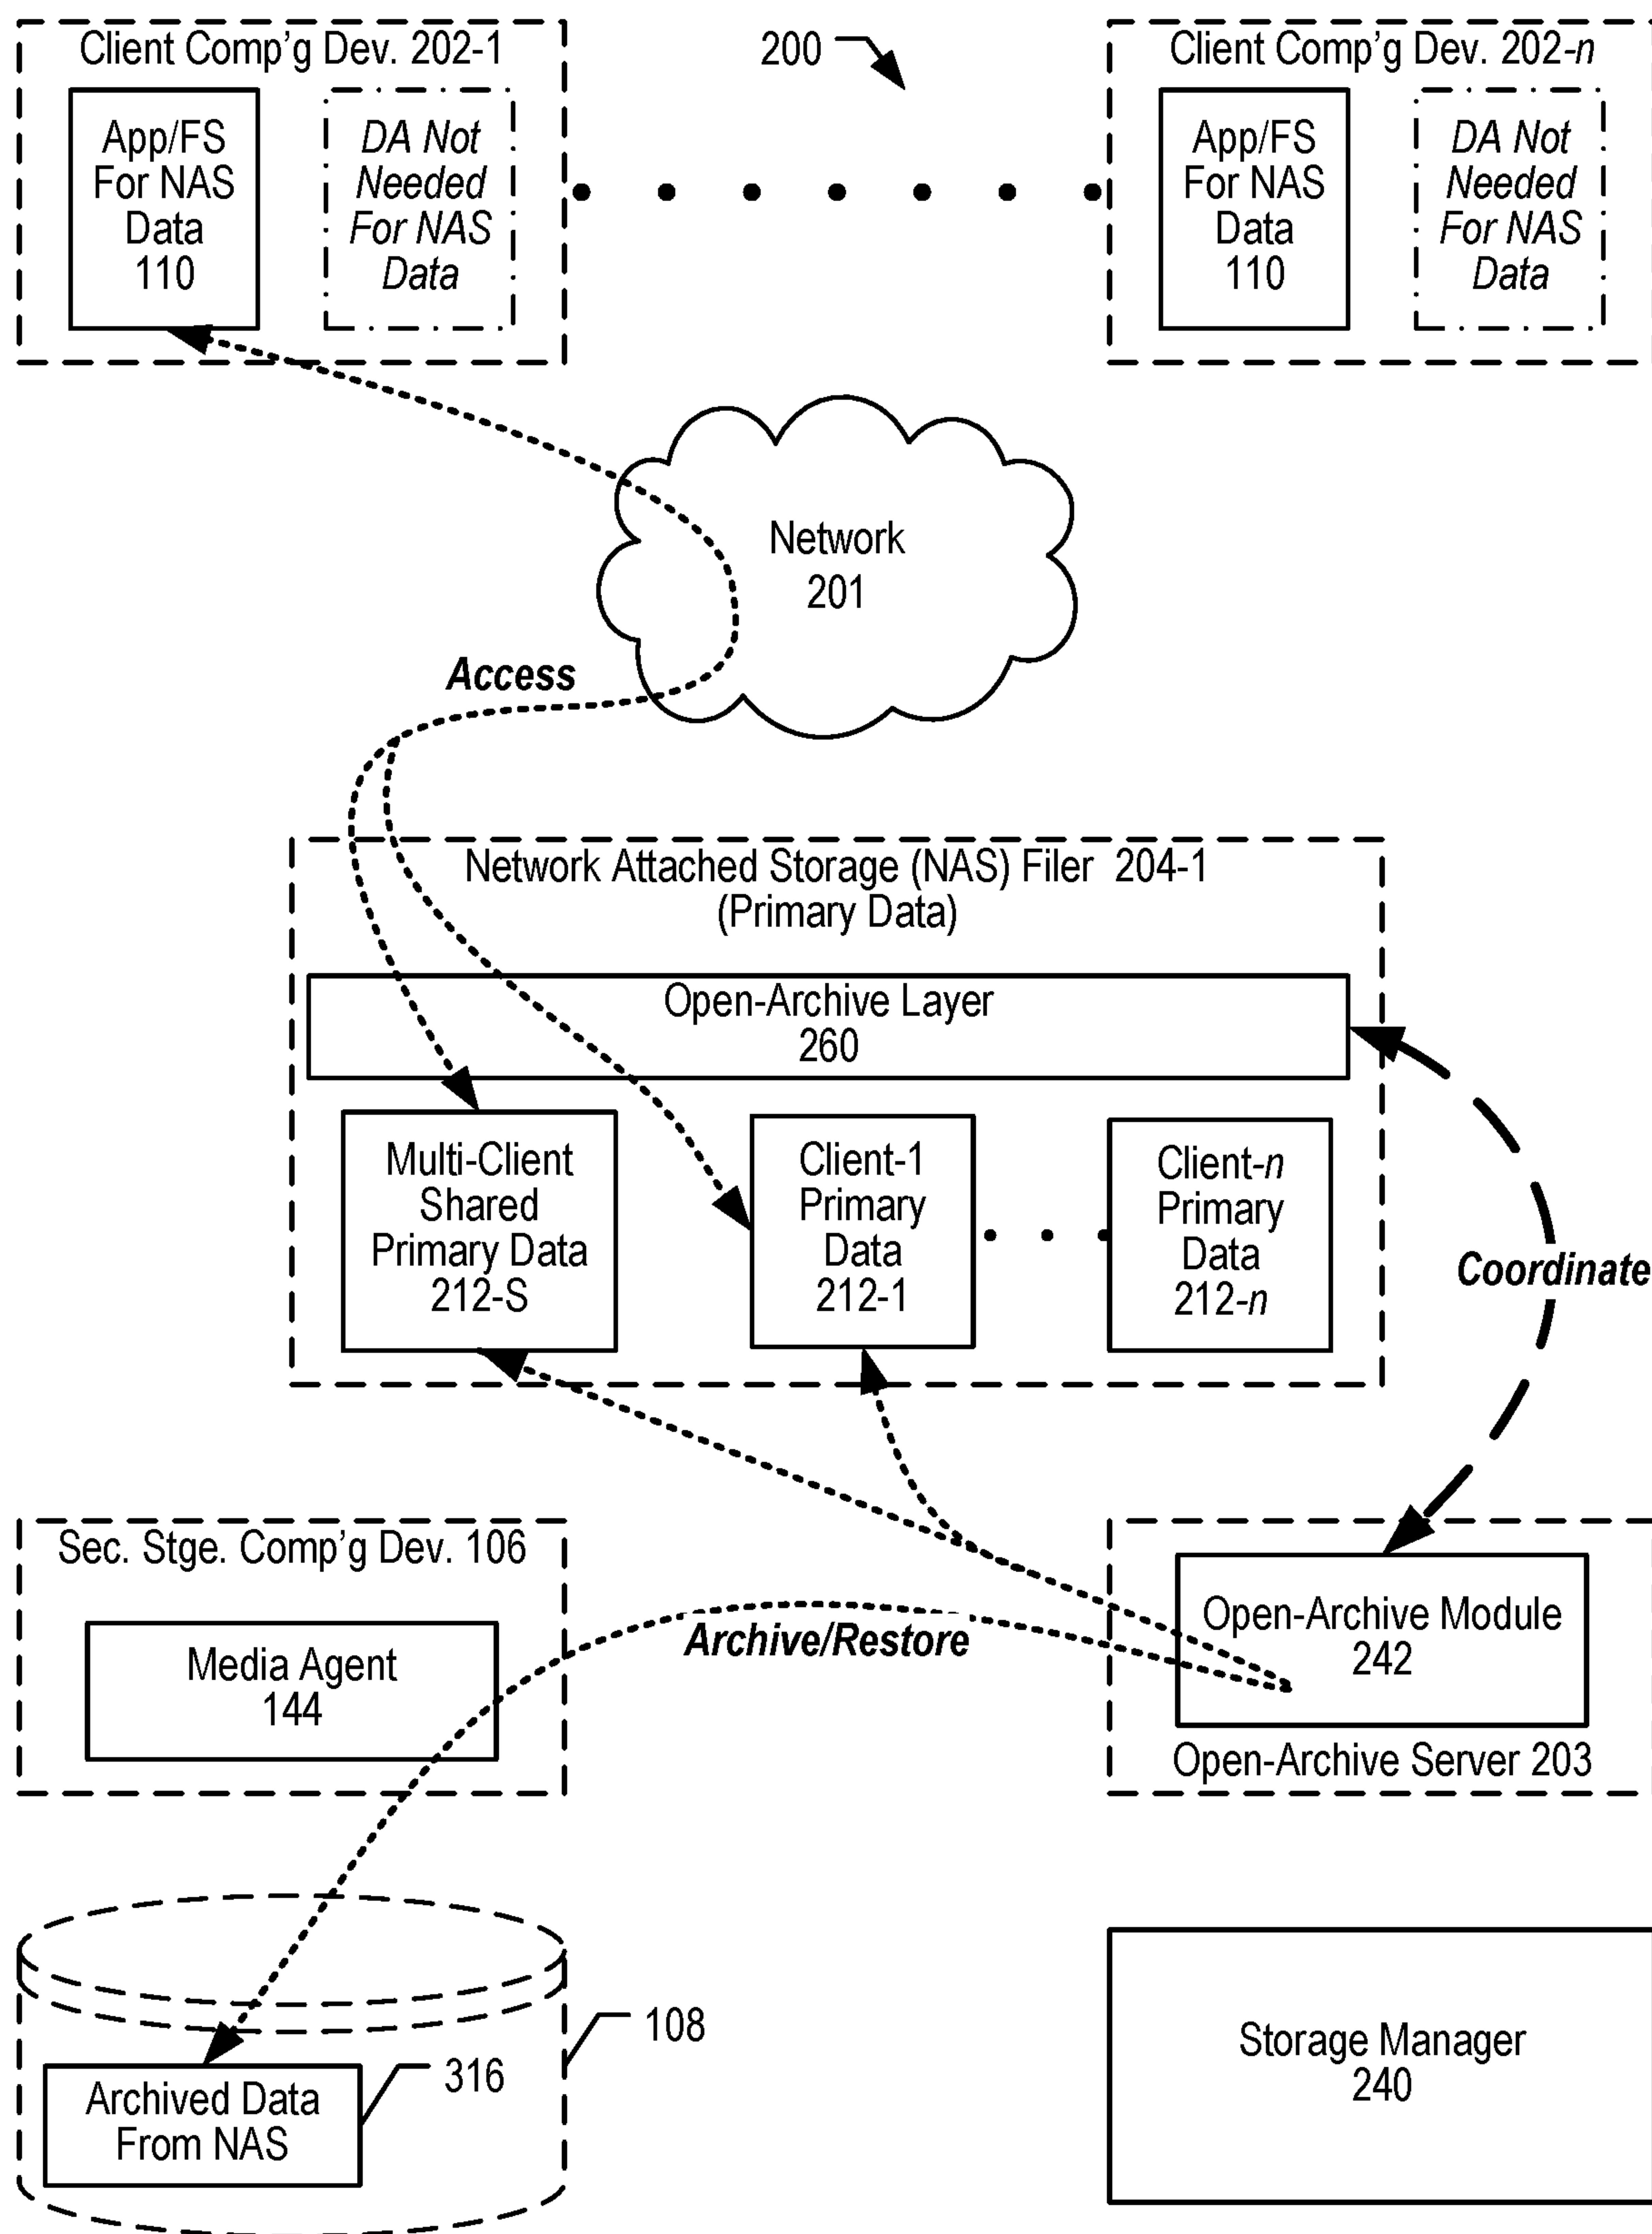 Client Comp’g Dev. 202-1
App/FS
For NAS
Data
110
DA Not
Needed
For NAS
Data
200
Client Comp’g Dev. 202-n
App/FS
For NAS
Data
110
DA Not
Needed
For NAS
Data
Network
201
Access
Network Attached Storage (NAS) Filer 204-1
(Primary Data)
Open-Archive Layer
260
Multi-Client
Shared
Primary Data
212-S
Client-1
Primary
Data
212-1
Client-n
Primary
Data
212-n
Coordinate
Sec. Stge. Comp’g Dev. 106
Media Agent
144
Archive/Restore
Open-Archive Module
242
Open-Archive Server 203
108
316
Archived Data
From NAS
Storage Manager
240